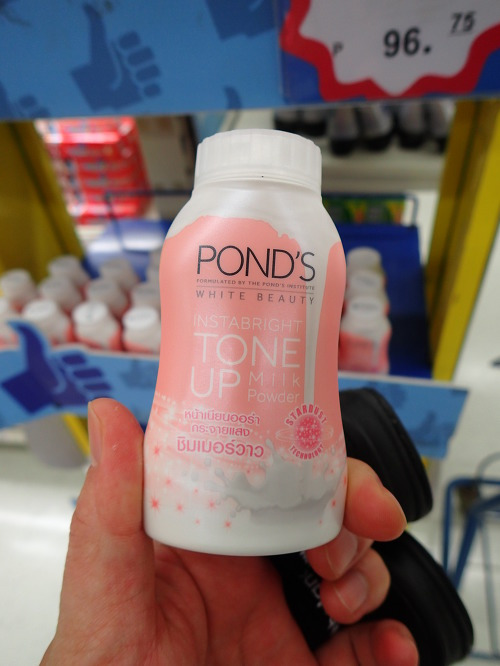 P 96.75
POND'S
FORMULATED BY THE POND'S INSTITUTE
WHITE BEAUTY
INSTABRIGHT
TONE
UP Milk
Powder
หน้าเนียนออร่า
กระจายแสง
ชิมเมอร์วาว
STARDUST
TECHNOLOGY